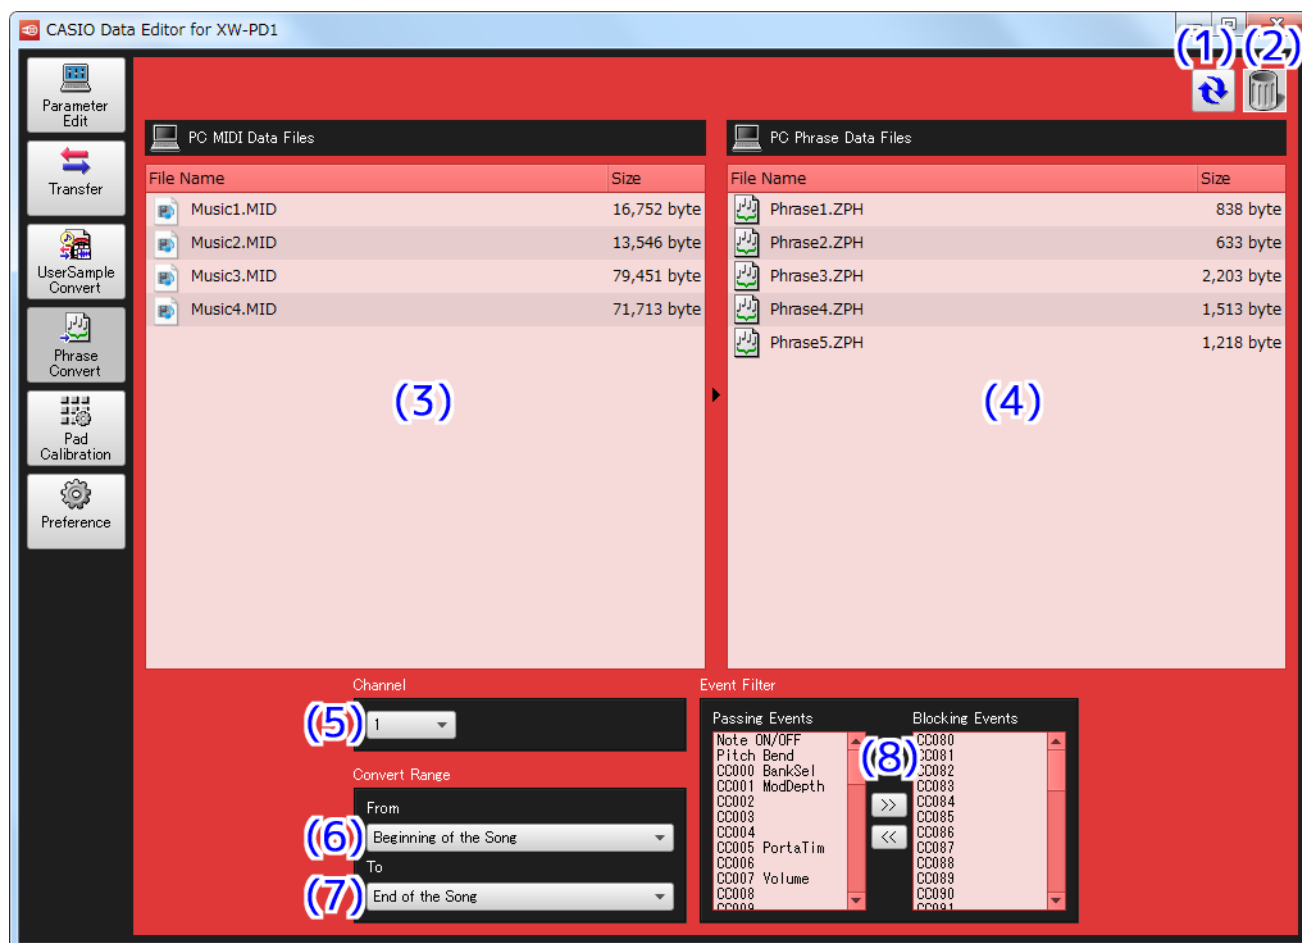 CASIO Data Editor for XW-PD1
(1) (2)
Parameter
Edit
Transfer
UserSample
Convert
Phrase
Convert
Pad
Calibration
Preference
PC MIDI Data Files
File Name Size
Music1.MID 16,752 byte
Music2.MID 13,546 byte
Music3.MID 79,451 byte
Music4.MID 71,713 byte
(3)
PC Phrase Data Files
File Name Size
Phrase1.ZPH 838 byte
Phrase2.ZPH 633 byte
Phrase3.ZPH 2,203 byte
Phrase4.ZPH 1,513 byte
Phrase5.ZPH 1,218 byte
(4)
Channel
(5) 1
Convert Range
From
(6) Beginning of the Song
To
(7) End of the Song
Event Filter
Passing Events
Note ON/OFF
Pitch Bend
CC000 BankSel
CC001 ModDepth
CC002
CC003
CC004
CC005 PortaTim
CC006
CC007 Volume
CC008
CC009
(8)
>>
<<
Blocking Events
CC080
CC081
CC082
CC083
CC084
CC085
CC086
CC087
CC088
CC089
CC090
CC091